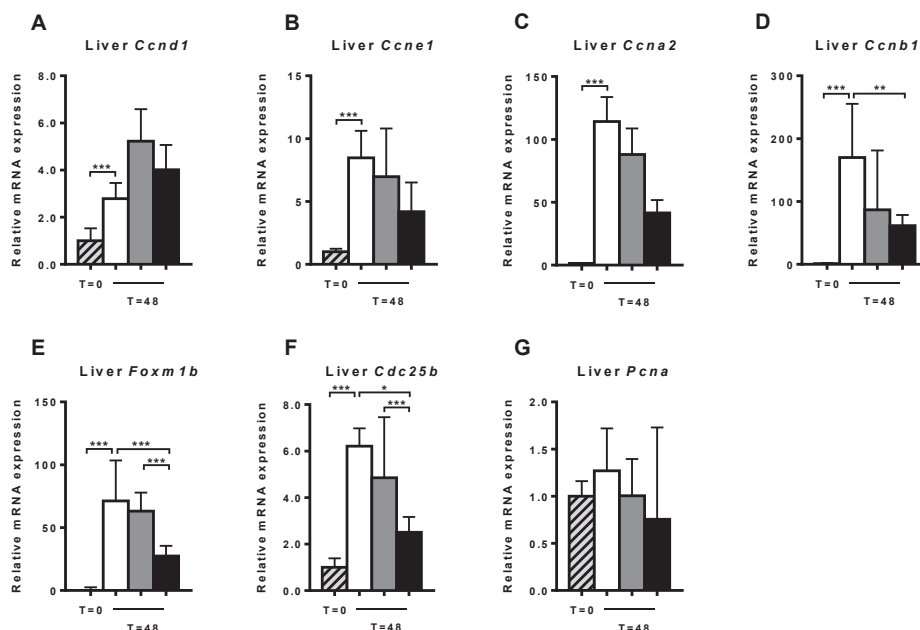 A
Liver Ccnd1
Relative mRNA expression
8.0
6.0
4.0
2.0
0.0
***
T=0
T=48
B
Liver Ccne1
Relative mRNA expression
15
10
5
0
***
T=0
T=48
C
Liver Ccna2
Relative mRNA expression
150
100
50
0
***
T=0
T=48
D
Liver Ccnb1
Relative mRNA expression
300
200
100
0
***
**
T=0
T=48
E
Liver Foxm1b
Relative mRNA expression
150
100
50
0
***
***
***
T=0
T=48
F
Liver Cdc25b
Relative mRNA expression
8.0
6.0
4.0
2.0
0.0
***
*
***
T=0
T=48
G
Liver Pcna
Relative mRNA expression
2.0
1.5
1.0
0.5
0.0
T=0
T=48